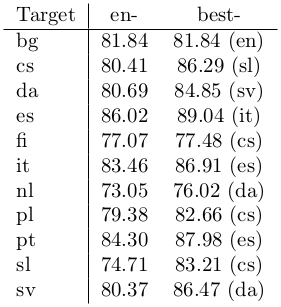 Target en- best-
bg 81.84 81.84 (en)
cs 80.41 86.29 (sl)
da 80.69 84.85 (sv)
es 86.02 89.04 (it)
fi 77.07 77.48 (cs)
it 83.46 86.91 (es)
nl 73.05 76.02 (da)
pl 79.38 82.66 (cs)
pt 84.30 87.98 (es)
sl 74.71 83.21 (cs)
sv 80.37 86.47 (da)